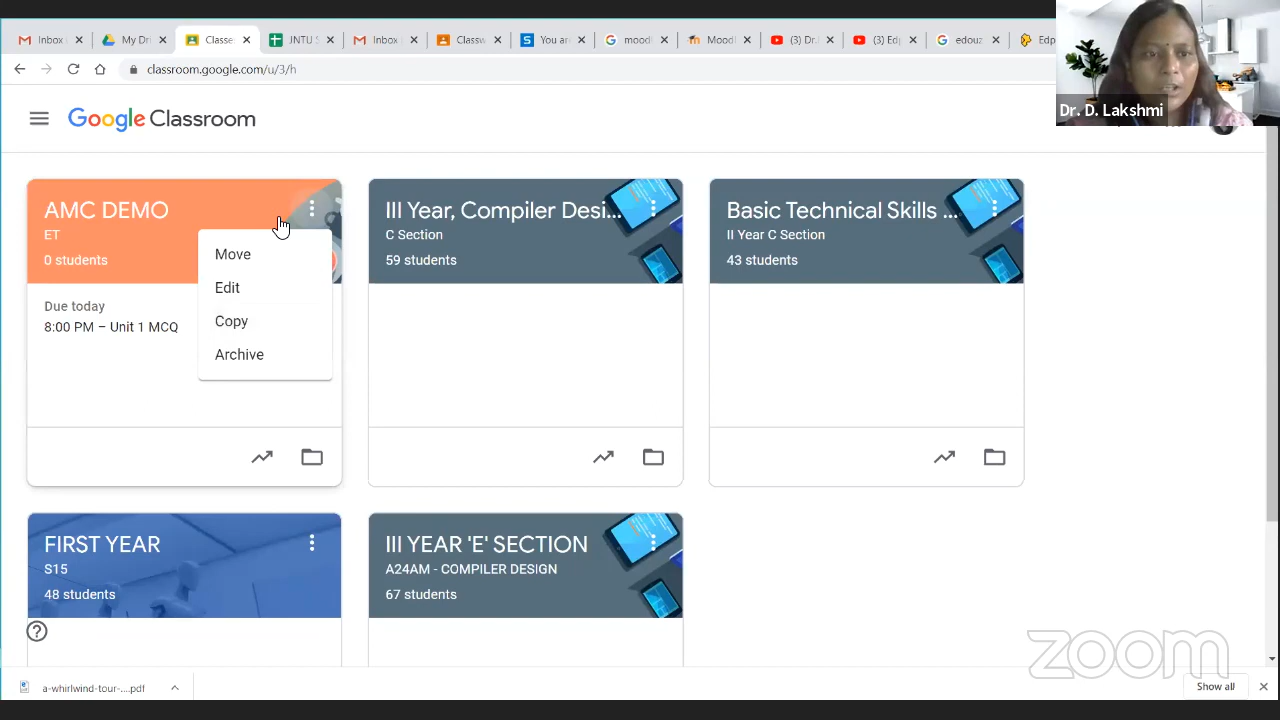 Inbox
My Dri
Classes
JNTU S
Inbox
Classw
You are
moodl
Moodl
(3) Dr.
(3) Edp
edouz
Edp
classroom.google.com/u/3/h
Dr. D. Lakshmi
Google Classroom
AMC DEMO
ET
0 students
Due today
8:00 PM – Unit 1 MCQ
Move
Edit
Copy
Archive
III Year, Compiler Desi...
C Section
59 students
Basic Technical Skills ...
II Year C Section
43 students
FIRST YEAR
S15
48 students
III YEAR 'E' SECTION
A24AM - COMPILER DESIGN
67 students
zoom
a-whirlwind-tour-....pdf
Show all